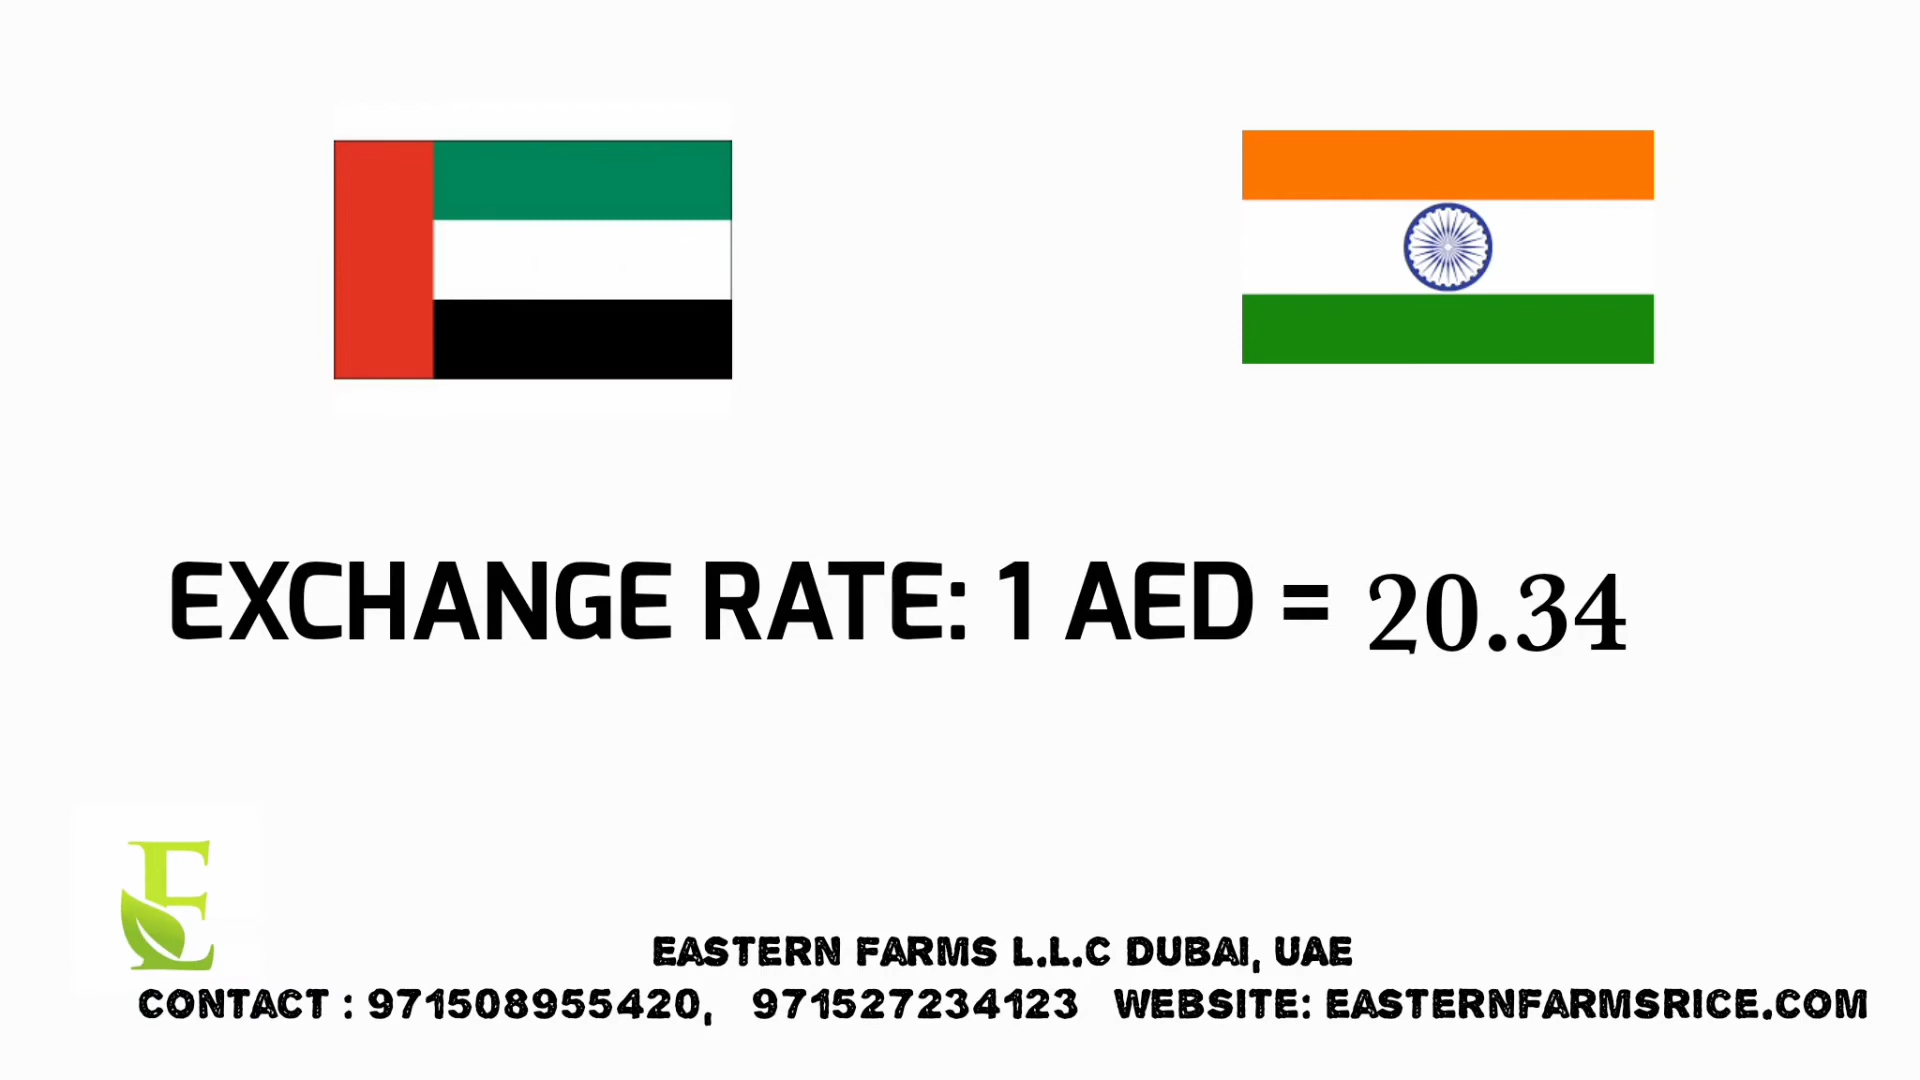 EXCHANGE RATE: 1 AED = 20.34
E
EASTERN FARMS L.L.C DUBAI, UAE
CONTACT : 971508955420, 971527234123 WEBSITE: EASTERNFARMSRICE.COM